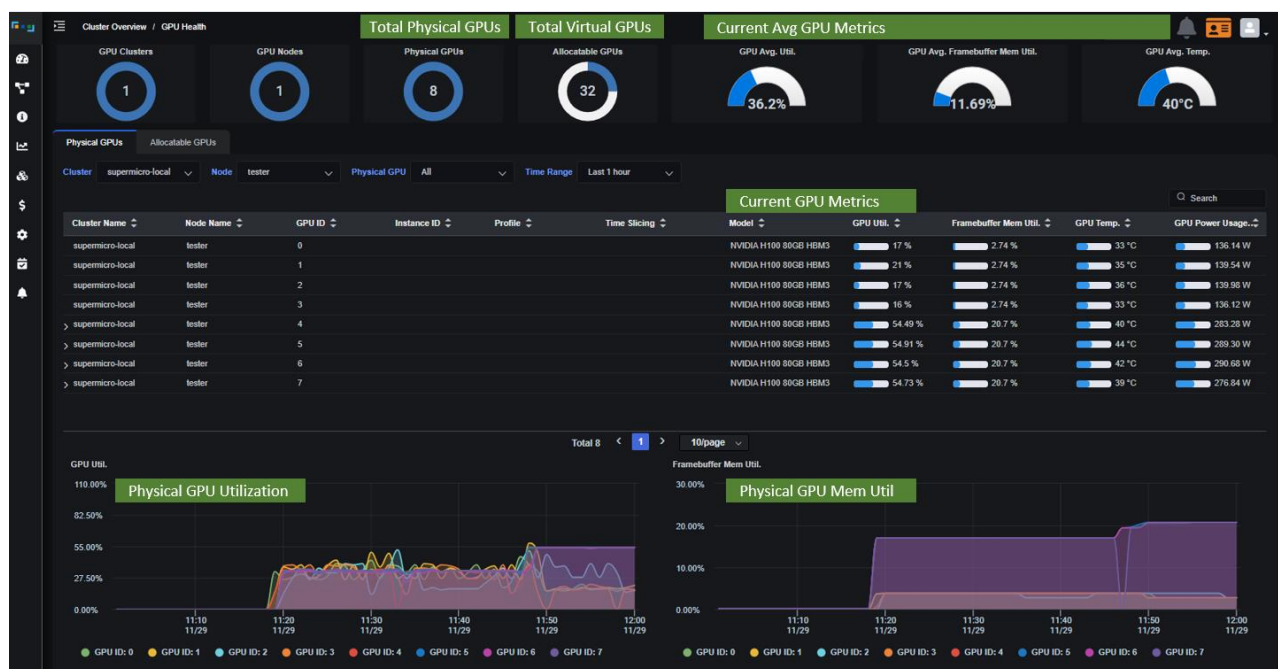 Cluster Overview / GPU Health
Total Physical GPUs
Total Virtual GPUs
Current Avg GPU Metrics
GPU Clusters
GPU Nodes
Physical GPUs
Allocatable GPUs
GPU Avg. Util.
GPU Avg. Framebuffer Mem Util.
GPU Avg. Temp.
1
1
8
32
36.2%
11.69%
40°C
Physical GPUs
Allocatable GPUs
Cluster supermicro-local Node tester Physical GPU All Time Range Last 1 hour
Current GPU Metrics
Search
Cluster Name Node Name GPU ID Instance ID Profile Time Slicing Model GPU Util. Framebuffer Mem Util. GPU Temp. GPU Power Usage...
supermicro-local tester 0 NVIDIA H100 80GB HBM3 17 % 2.74 % 33 °C 136.14 W
supermicro-local tester 1 NVIDIA H100 80GB HBM3 21 % 2.74 % 35 °C 139.54 W
supermicro-local tester 2 NVIDIA H100 80GB HBM3 17 % 2.74 % 36 °C 139.98 W
supermicro-local tester 3 NVIDIA H100 80GB HBM3 16 % 2.74 % 33 °C 136.12 W
supermicro-local tester 4 NVIDIA H100 80GB HBM3 54.49 % 20.7 % 40 °C 283.28 W
supermicro-local tester 5 NVIDIA H100 80GB HBM3 54.91 % 20.7 % 44 °C 289.30 W
supermicro-local tester 6 NVIDIA H100 80GB HBM3 54.5 % 20.7 % 42 °C 290.68 W
supermicro-local tester 7 NVIDIA H100 80GB HBM3 54.73 % 20.7 % 39 °C 276.84 W
Total 8 < 1 > 10/page
GPU Util.
Physical GPU Utilization
110.00%
82.50%
55.00%
27.50%
0.00%
11:10 11:20 11:30 11:40 11:50 12:00
11/29 11/29 11/29 11/29 11/29 11/29
GPU ID: 0 GPU ID: 1 GPU ID: 2 GPU ID: 3 GPU ID: 4 GPU ID: 5 GPU ID: 6 GPU ID: 7
Framebuffer Mem Util.
Physical GPU Mem Util
30.00%
20.00%
10.00%
0.00%
11:10 11:20 11:30 11:40 11:50 12:00
11/29 11/29 11/29 11/29 11/29 11/29
GPU ID: 0 GPU ID: 1 GPU ID: 2 GPU ID: 3 GPU ID: 4 GPU ID: 5 GPU ID: 6 GPU ID: 7